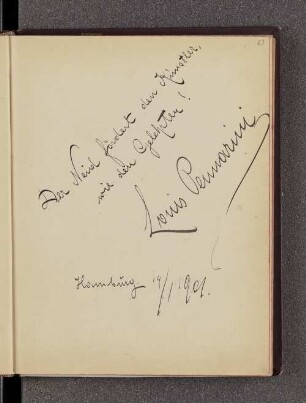 Der Neid fördert den Künstler,
wie den Gelehrten!
Louis Pennarini
Hamburg 19/1 1901.